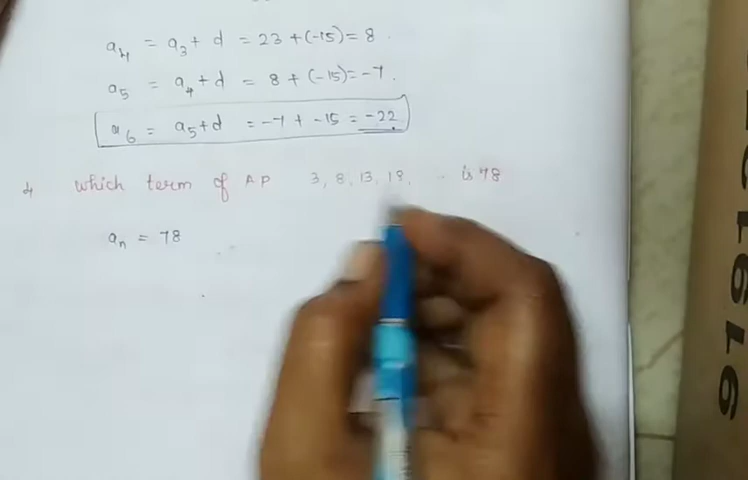 a₄ = a₃ + d = 23 + (-15) = 8.
a₅ = a₄ + d = 8 + (-15) = -7.
a₆ = a₅ + d = -7 + -15 = -22.
4 which term of AP 3, 8, 13, 18, .. is 78
aₙ = 78
9191916